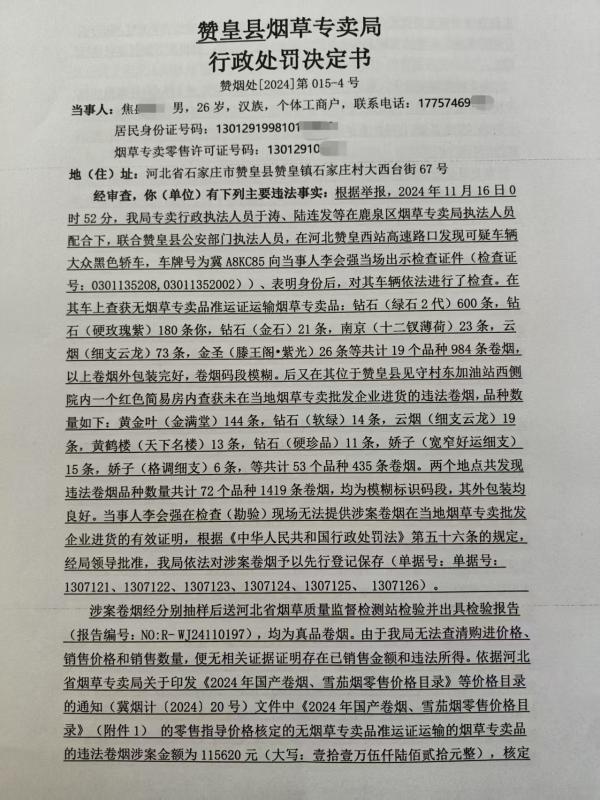 赞皇县烟草专卖局
行政处罚决定书
赞烟处[2024]第 015-4 号
当事人：焦 男，26 岁，汉族，个体工商户，联系电话：17757469
居民身份证号码：1301291998101
烟草专卖零售许可证号码：13012910
地（住）址：河北省石家庄市赞皇县赞皇镇石家庄村大西台街 67 号
经审查，你（单位）有下列主要违法事实：根据举报，2024 年 11 月 16 日 0
时 52 分，我局专卖行政执法人员于涛、陆连发等在鹿泉区烟草专卖局执法人员
配合下，联合赞皇县公安部门执法人员，在河北赞皇西站高速路口发现可疑车辆
大众黑色轿车，车牌号为冀 A8KC85 向当事人李会强当场出示检查证件（检查证
号：0301135208,03011352002））、表明身份后，对其车辆依法进行了检查。在
其车上查获无烟草专卖品准运证运输烟草专卖品：钻石（绿石 2 代）600 条，钻
石（硬玫瑰紫）180 条你，钻石（金石）21 条，南京（十二钗薄荷）23 条，云
烟（细支云龙）73 条，金圣（滕王阁•紫光）26 条等共计 19 个品种 984 条卷烟，
以上卷烟外包装完好，卷烟码段模糊。后又在其位于赞皇县见守村东加油站西侧
院内一个红色简易房内查获未在当地烟草专卖批发企业进货的违法卷烟，品种数
量如下：黄金叶（金满堂）144 条，钻石（软绿）14 条，云烟（细支云龙）19
条，黄鹤楼（天下名楼）13 条，钻石（硬珍品）11 条，娇子（宽窄好运细支）
15 条，娇子（格调细支）6 条，等共计 53 个品种 435 条卷烟。两个地点共发现
违法卷烟品种数量共计 72 个品种 1419 条卷烟，均为模糊标识码段，其外包装均
良好。当事人李会强在检查（勘验）现场无法提供涉案卷烟在当地烟草专卖批发
企业进货的有效证明，根据《中华人民共和国行政处罚法》第五十六条的规定，
经局领导批准，我局依法对涉案卷烟予以先行登记保存（单据号：单据号：
1307121、1307122、1307123、1307124、1307125、 1307126）。
涉案卷烟经分别抽样后送河北省烟草质量监督检测站检验并出具检验报告
（报告编号：NO:R- WJ24110197），均为真品卷烟。由于我局无法查清购进价格、
销售价格和销售数量，便无相关证据证明存在已销售金额和违法所得。依据河北
省烟草专卖局关于印发《2024 年国产卷烟、雪茄烟零售价格目录》等价格目录
的通知（冀烟计〔2024〕20 号）文件中《2024 年国产卷烟、雪茄烟零售价格目
录》（附件 1） 的零售指导价格核定的无烟草专卖品准运证运输的烟草专卖品
的违法卷烟涉案金额为 115620 元（大写：壹拾壹万伍仟陆佰贰拾元整），核定